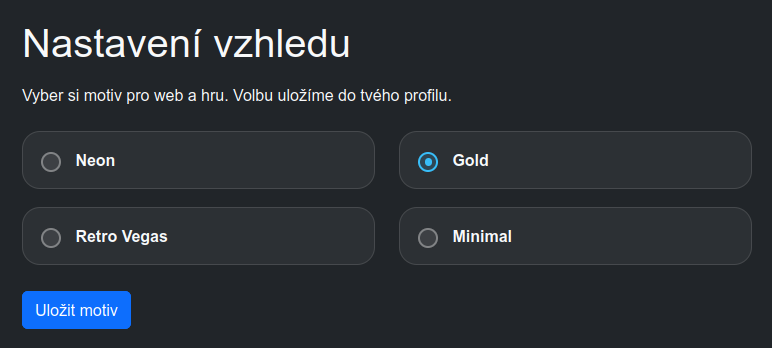 Nastavení vzhledu
Vyber si motiv pro web a hru. Volbu uložíme do tvého profilu.
Neon
Gold
Retro Vegas
Minimal
Uložit motiv